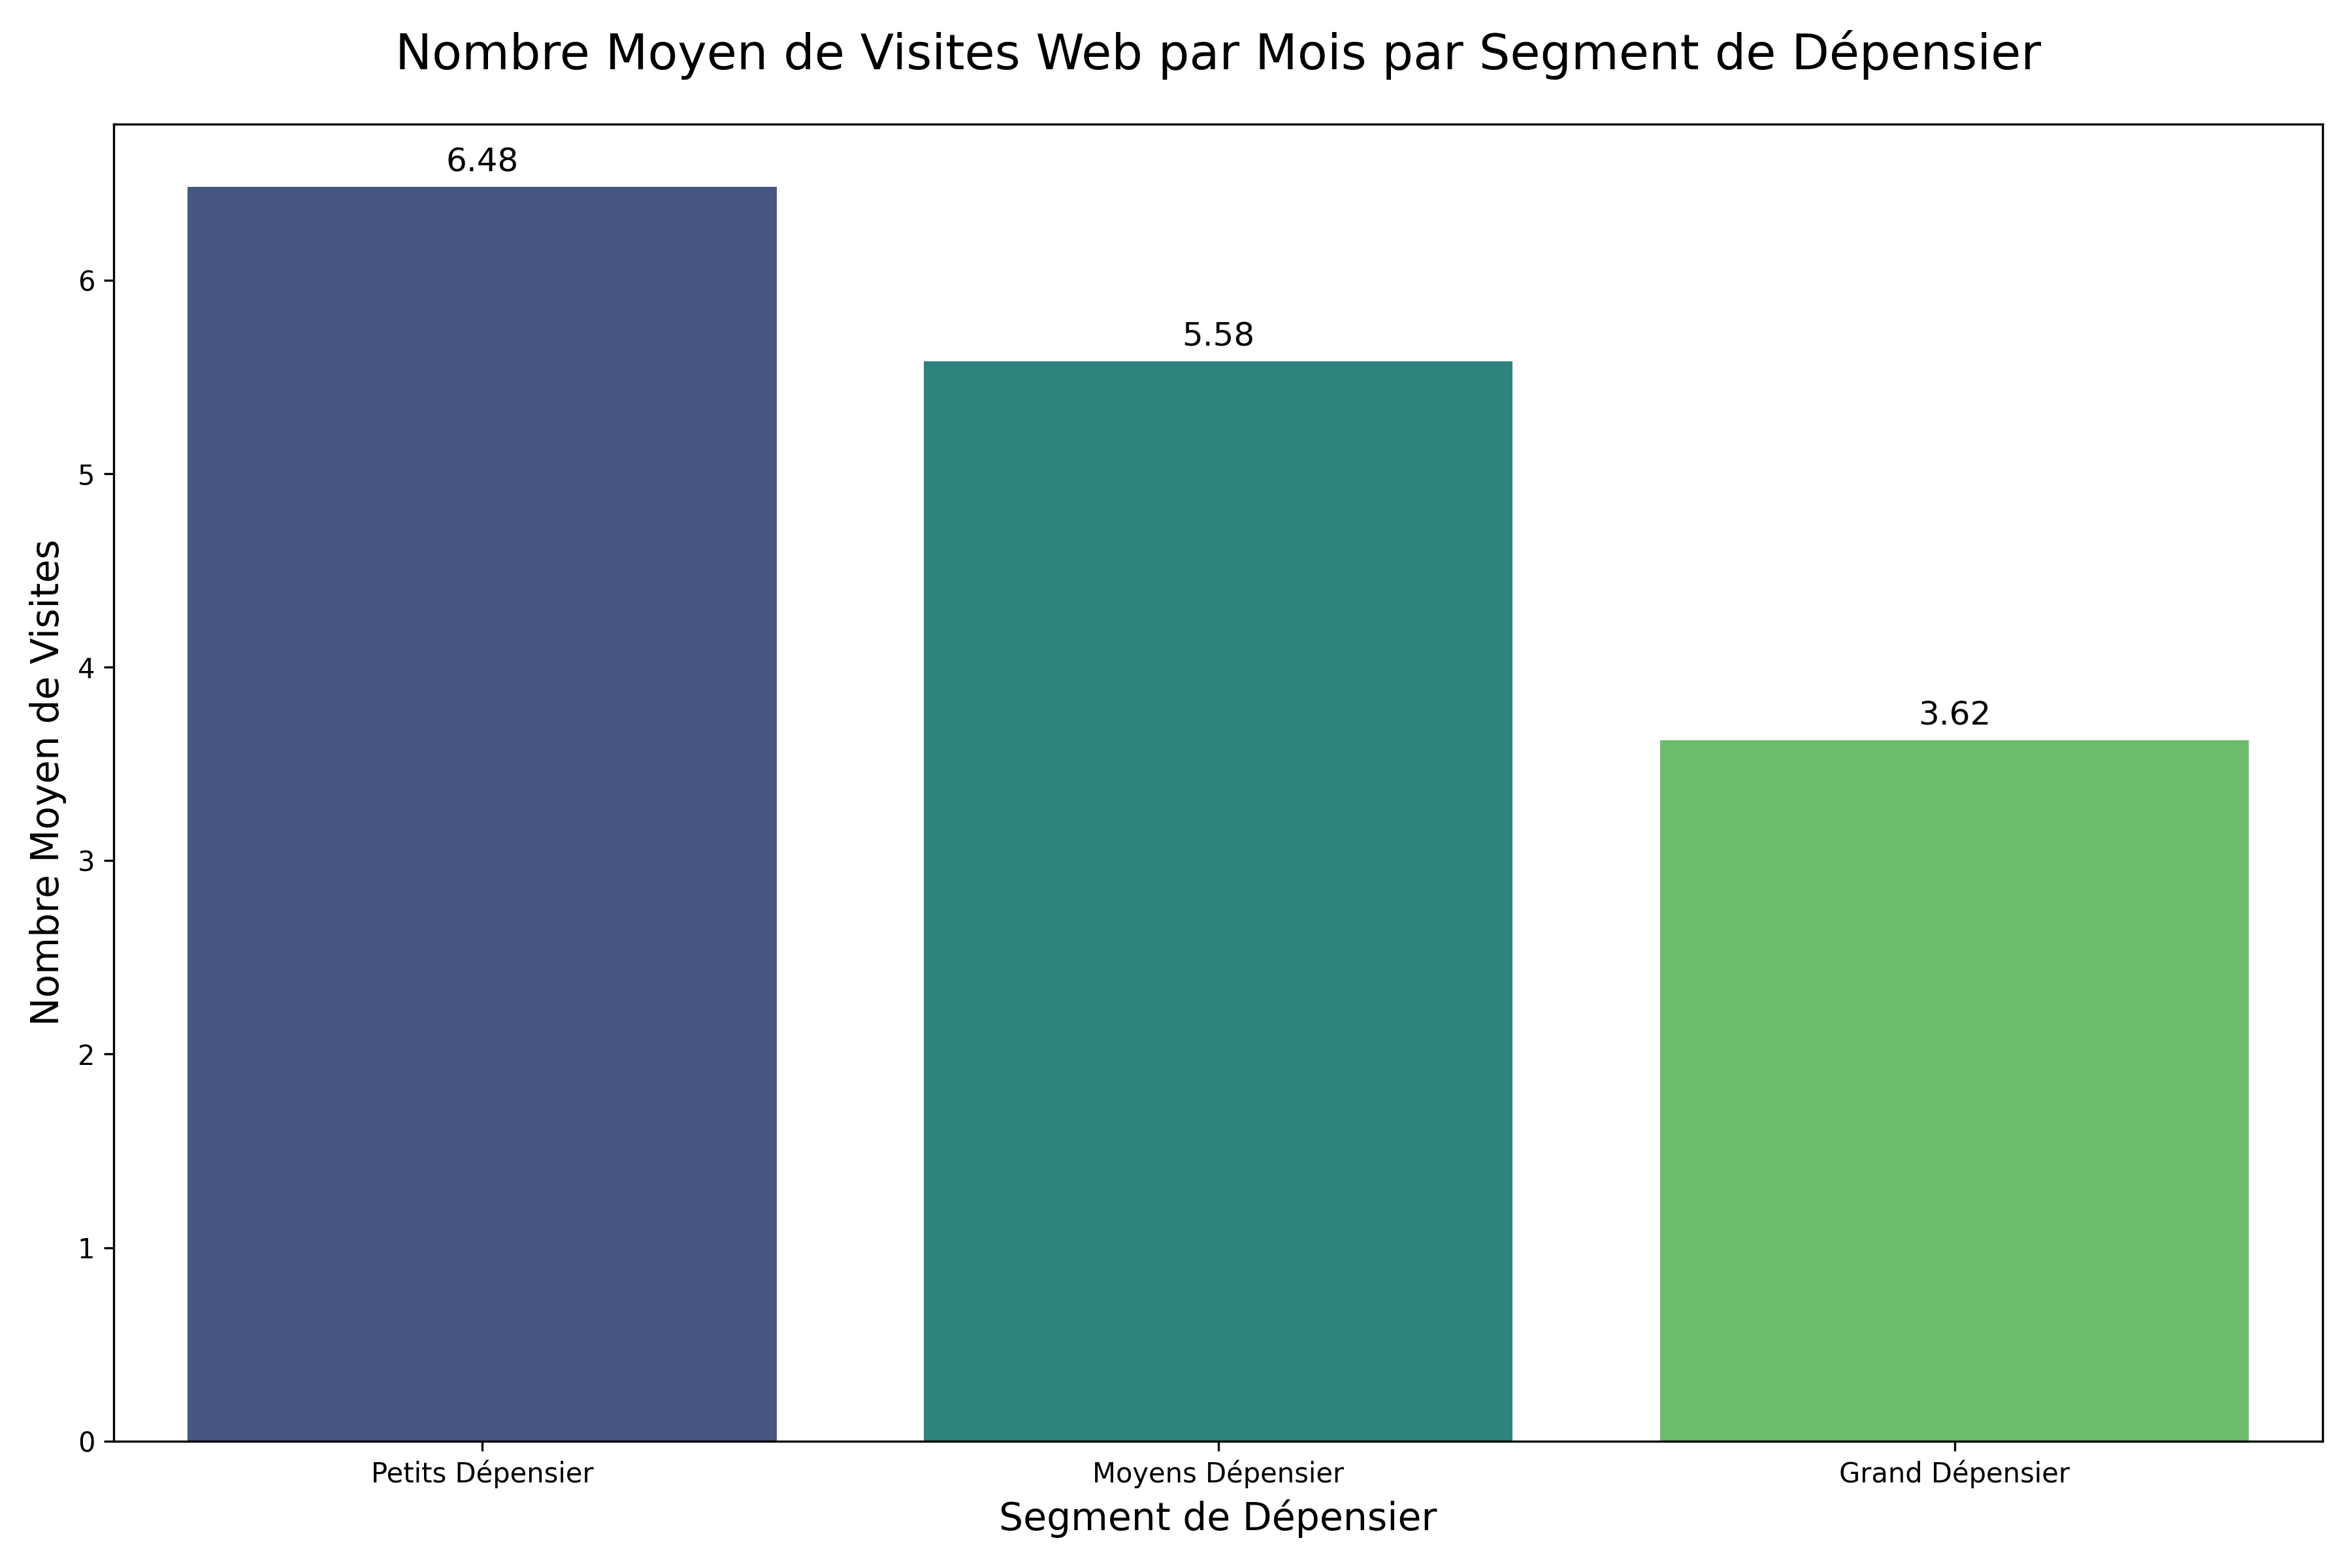 Nombre Moyen de Visites Web par Mois par Segment de Dépensier
6.48
5.58
3.62
6
5
4
3
2
1
0
Nombre Moyen de Visites
Petits Dépensier
Moyens Dépensier
Grand Dépensier
Segment de Dépensier